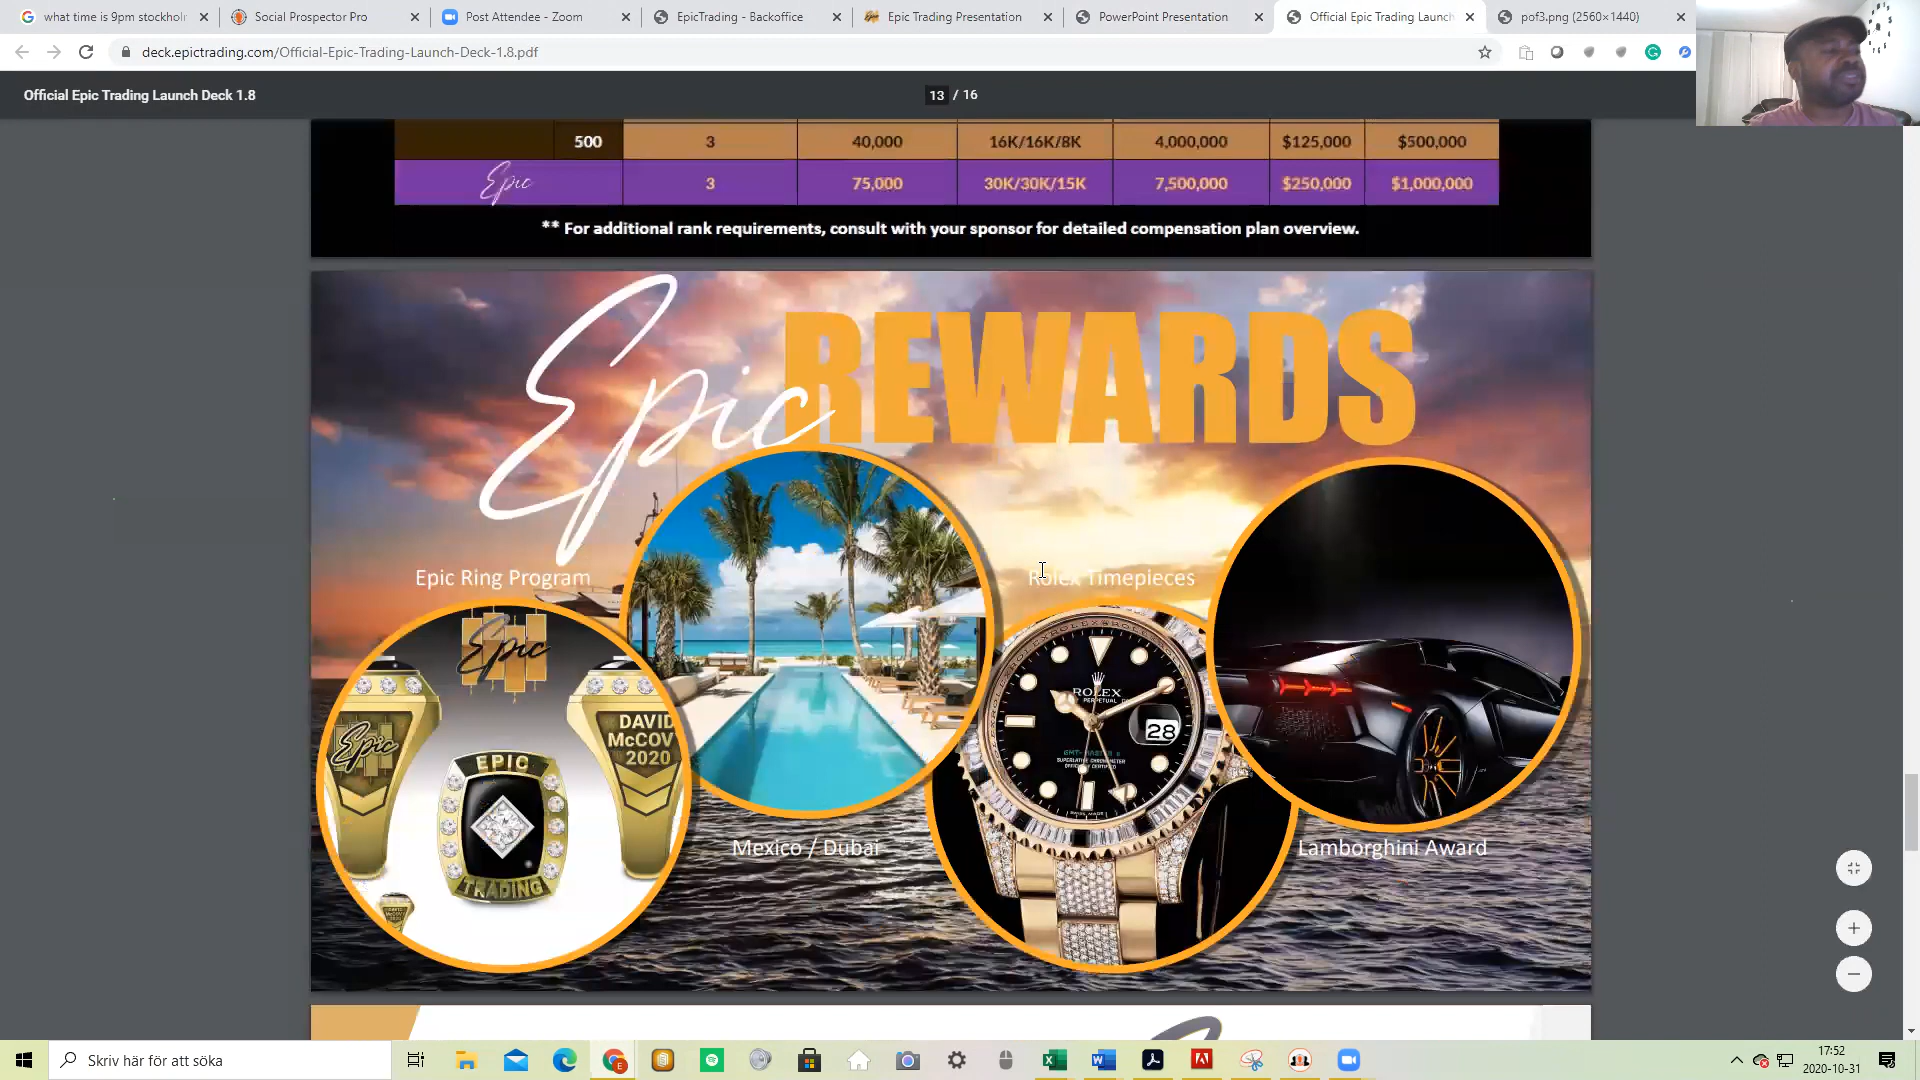 what time is 9pm stockholr
Social Prospector Pro
Post Attendee - Zoom
EpicTrading - Backoffice
Epic Trading Presentation
PowerPoint Presentation
Official Epic Trading Launch
pof3.png (2560×1440)
deck.epictrading.com/Official-Epic-Trading-Launch-Deck-1.8.pdf
Official Epic Trading Launch Deck 1.8
13 / 16
500 3 40,000 16K/16K/8K 4,000,000 $125,000 $500,000
Epic 3 75,000 30K/30K/15K 7,500,000 $250,000 $1,000,000
** For additional rank requirements, consult with your sponsor for detailed compensation plan overview.
Epic REWARDS
Epic Ring Program
Rolex Timepieces
Epic
Epic
EPIC
TRADING
DAVID
McCOY
2020
ROLEX
28
GMT-MASTER II
Mexico / Dubai
Lamborghini Award
Skriv här för att söka
17:52
2020-10-31